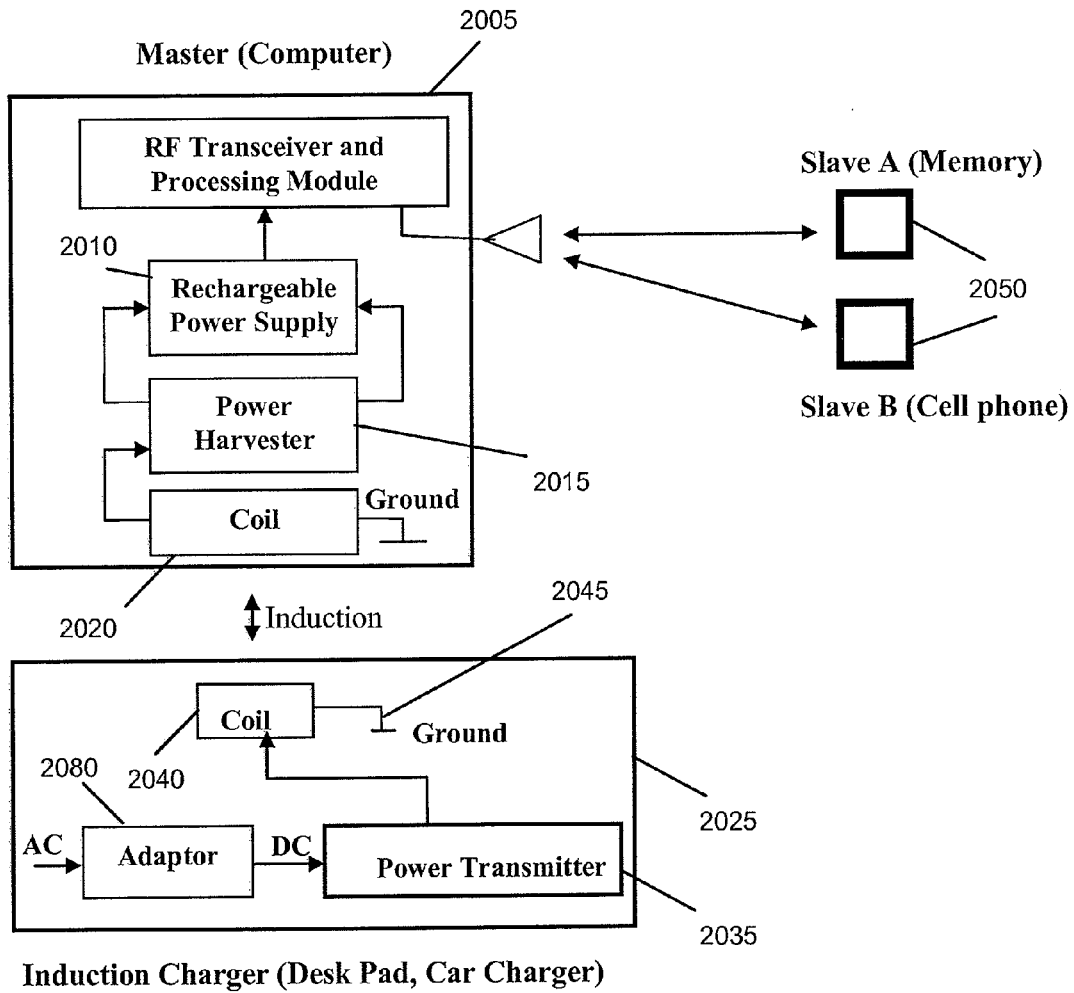 2005
Master (Computer)
RF Transceiver and
Processing Module
Slave A (Memory)
2010
Rechargeable
Power Supply
2050
Power
Harvester
Slave B (Cell phone)
2015
Ground
Coil
2020
Induction
2045
Coil
Ground
2040
2080
2025
AC
Adaptor
DC
Power Transmitter
2035
Induction Charger (Desk Pad, Car Charger)